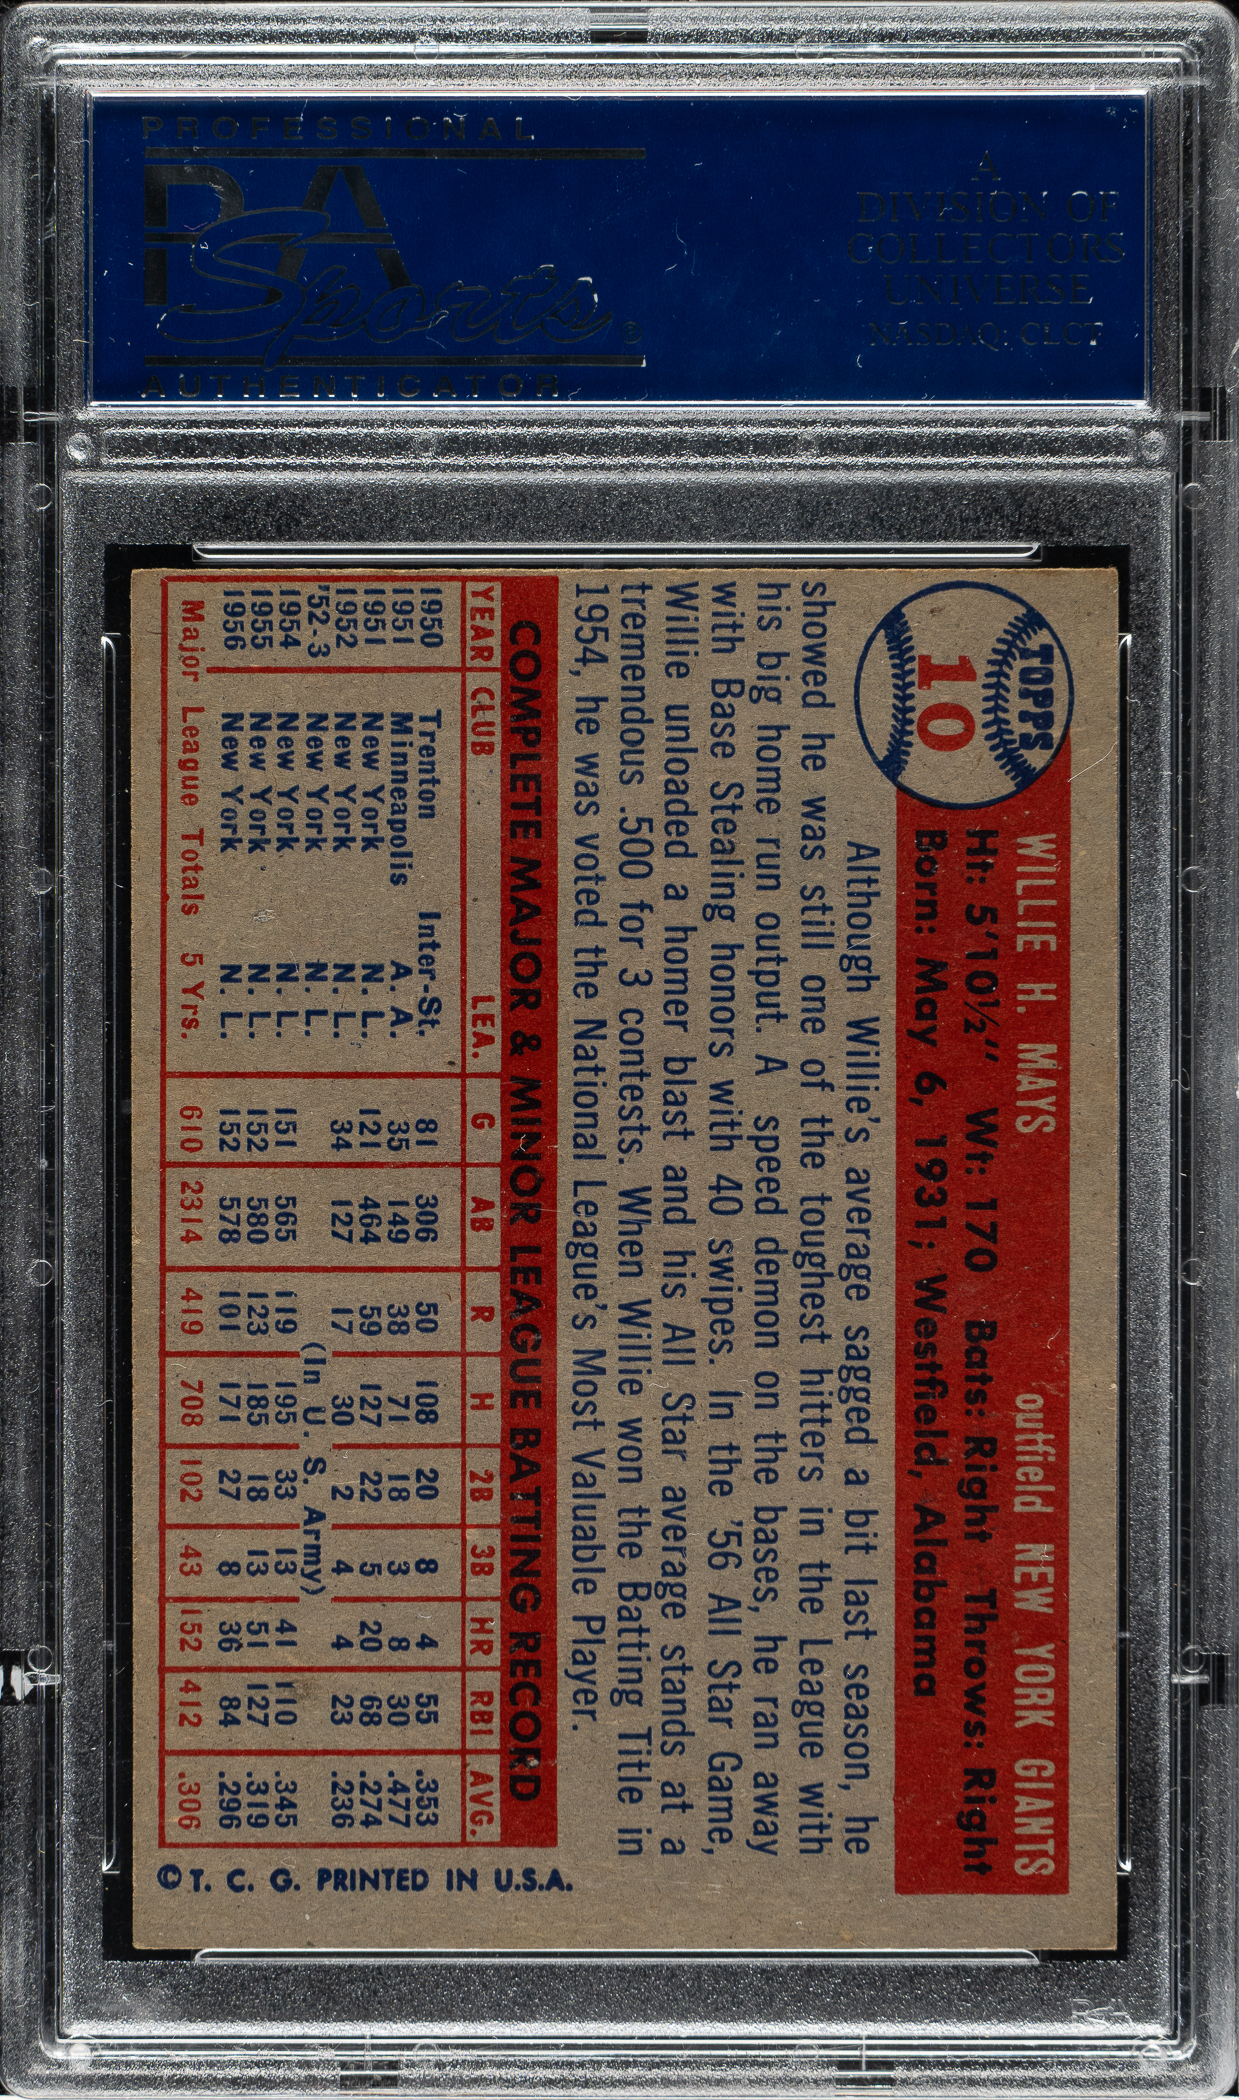 PROFESSIONAL
PSA
Sports®
AUTHENTICATOR
A
DIVISION OF
COLLECTORS
UNIVERSE
NASDAQ: CLCT
TOPPS
10
WILLIE H. MAYS outfield NEW YORK GIANTS
Ht: 5'10½" Wt: 170 Bats: Right Throws: Right
Born: May 6, 1931; Westfield, Alabama
Although Willie's average sagged a bit last season, he
showed he was still one of the toughest hitters in the League with
his big home run output. A speed demon on the bases, he ran away
with Base Stealing honors with 40 swipes. In the '56 All Star Game,
Willie unloaded a homer blast and his All Star average stands at a
tremendous .500 for 3 contests. When Willie won the Batting Title in
1954, he was voted the National League's Most Valuable Player.
COMPLETE MAJOR & MINOR LEAGUE BATTING RECORD
YEAR CLUB LEA. G AB R H 2B 3B HR RBI AVG.
1950 Trenton Inter-St. 81 306 50 108 20 8 4 55 .353
1951 Minneapolis A. A. 35 149 38 71 18 3 8 30 .477
1951 New York N. L. 121 464 59 127 22 5 20 68 .274
1952 New York N. L. 34 127 17 30 2 4 4 23 .236
'52-3 New York N. L. (In U. S. Army)
1954 New York N. L. 151 565 119 195 33 13 41 110 .345
1955 New York N. L. 152 580 123 185 18 13 51 127 .319
1956 New York N. L. 152 578 101 171 27 8 36 84 .296
Major League Totals 5 Yrs. 610 2314 419 708 102 43 152 412 .306
© T. C. G. PRINTED IN U.S.A.